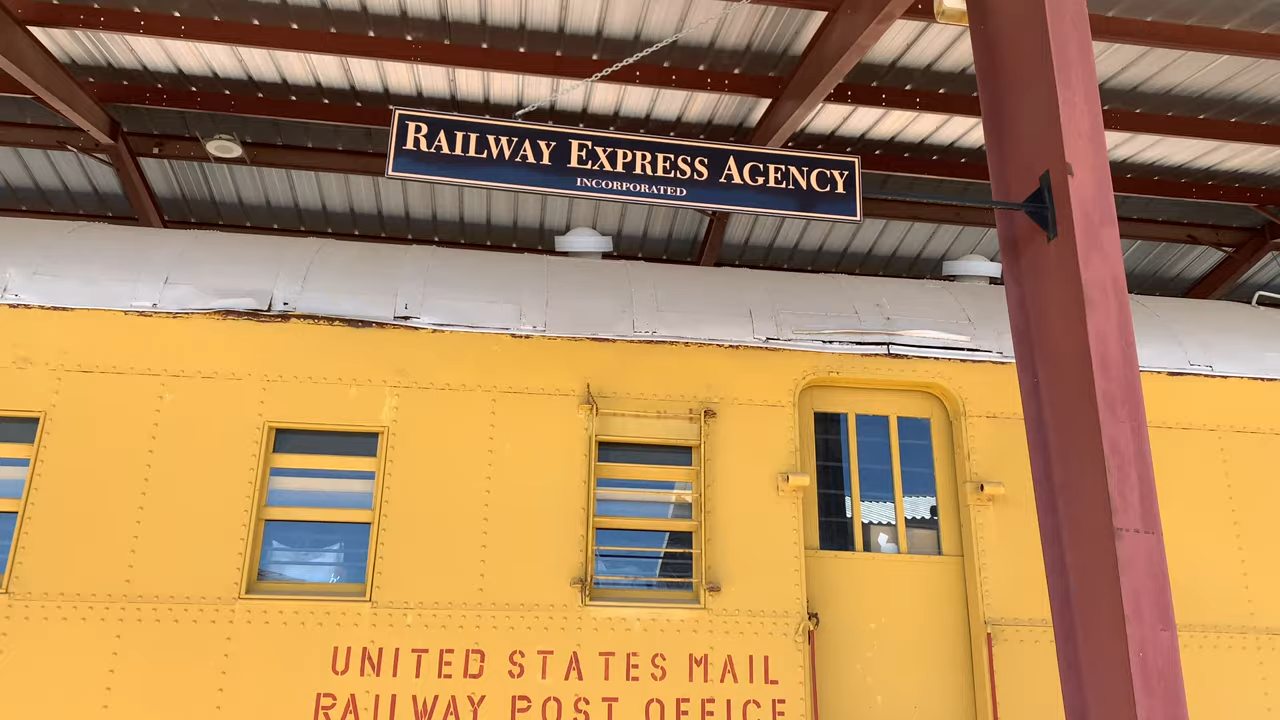 RAILWAY EXPRESS AGENCY
INCORPORATED
UNITED STATES MAIL
RAILWAY POST OFFICE